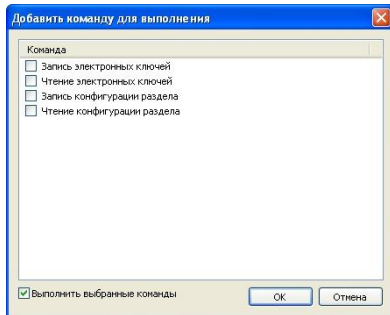 Добавить команду для выполнения
Команда
Запись электронных ключей
Чтение электронных ключей
Запись конфигурации раздела
Чтение конфигурации раздела
Выполнить выбранные команды
ОК
Отмена